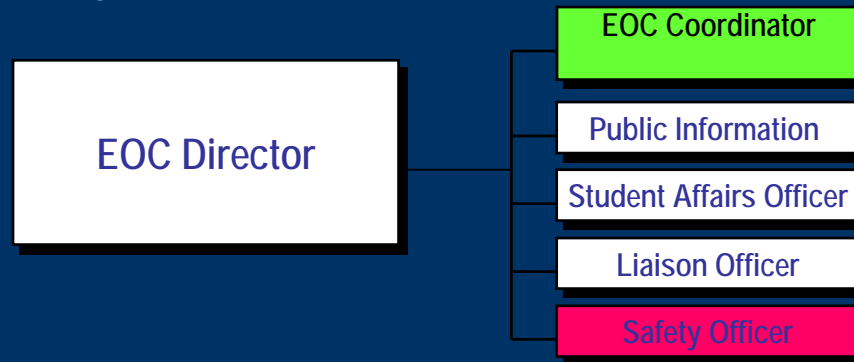 EOC Director
EOC Coordinator
Public Information
Student Affairs Officer
Liaison Officer
Safety Officer